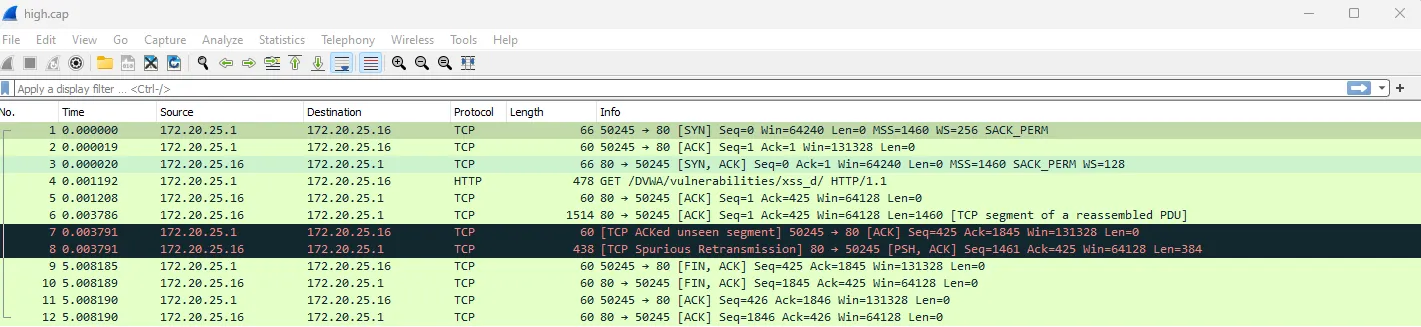 high.cap
File Edit View Go Capture Analyze Statistics Telephony Wireless Tools Help
Apply a display filter ... <Ctrl-/>
No. Time Source Destination Protocol Length Info
1 0.000000 172.20.25.1 172.20.25.16 TCP 66 50245 → 80 [SYN] Seq=0 Win=64240 Len=0 MSS=1460 WS=256 SACK_PERM
2 0.000019 172.20.25.1 172.20.25.16 TCP 60 50245 → 80 [ACK] Seq=1 Ack=1 Win=131328 Len=0
3 0.000020 172.20.25.16 172.20.25.1 TCP 66 80 → 50245 [SYN, ACK] Seq=0 Ack=1 Win=64240 Len=0 MSS=1460 SACK_PERM WS=128
4 0.001192 172.20.25.1 172.20.25.16 HTTP 478 GET /DVWA/vulnerabilities/xss_d/ HTTP/1.1
5 0.001208 172.20.25.16 172.20.25.1 TCP 60 80 → 50245 [ACK] Seq=1 Ack=425 Win=64128 Len=0
6 0.003786 172.20.25.16 172.20.25.1 TCP 1514 80 → 50245 [ACK] Seq=1 Ack=425 Win=64128 Len=1460 [TCP segment of a reassembled PDU]
7 0.003791 172.20.25.1 172.20.25.16 TCP 60 [TCP ACKed unseen segment] 50245 → 80 [ACK] Seq=425 Ack=1845 Win=131328 Len=0
8 0.003791 172.20.25.16 172.20.25.1 TCP 438 [TCP Spurious Retransmission] 80 → 50245 [PSH, ACK] Seq=1461 Ack=425 Win=64128 Len=384
9 5.008185 172.20.25.1 172.20.25.16 TCP 60 50245 → 80 [FIN, ACK] Seq=425 Ack=1845 Win=131328 Len=0
10 5.008189 172.20.25.16 172.20.25.1 TCP 60 80 → 50245 [FIN, ACK] Seq=1845 Ack=425 Win=64128 Len=0
11 5.008190 172.20.25.1 172.20.25.16 TCP 60 50245 → 80 [ACK] Seq=426 Ack=1846 Win=131328 Len=0
12 5.008190 172.20.25.16 172.20.25.1 TCP 60 80 → 50245 [ACK] Seq=1846 Ack=426 Win=64128 Len=0